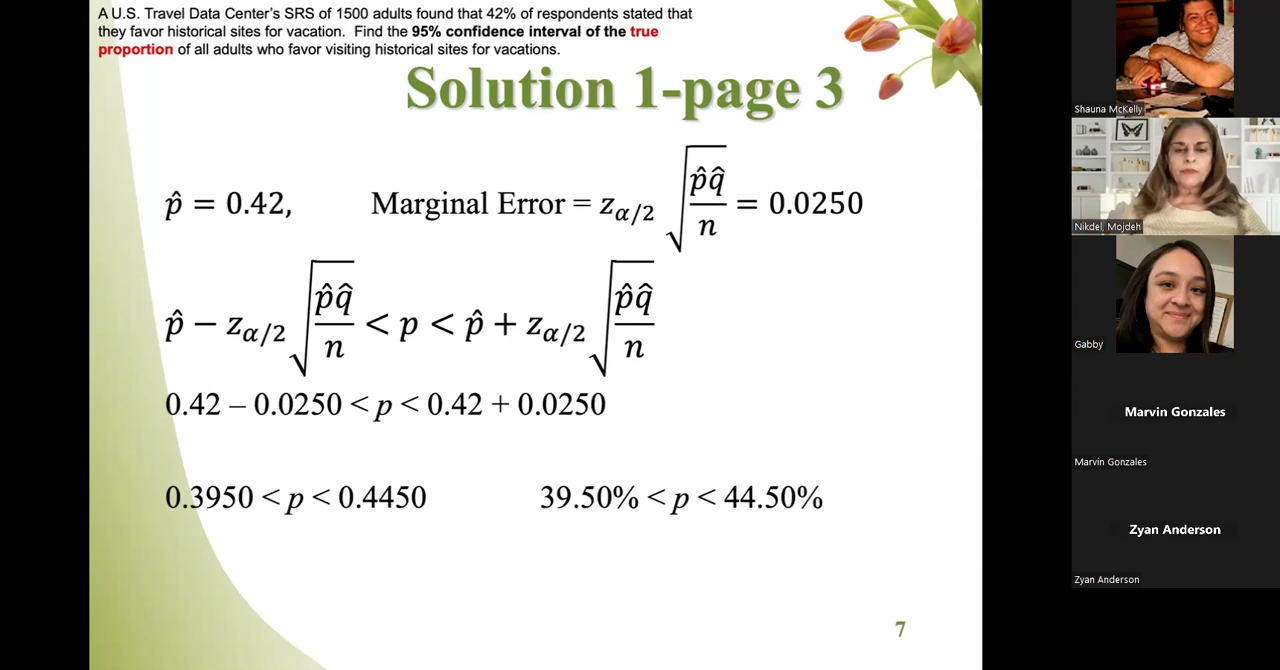 A U.S. Travel Data Center's SRS of 1500 adults found that 42% of respondents stated that
they favor historical sites for vacation. Find the 95% confidence interval of the true
proportion of all adults who favor visiting historical sites for vacations.
Solution 1-page 3
p̂ = 0.42, Marginal Error = z_{α/2} √(p̂q̂/n) = 0.0250
p̂ − z_{α/2} √(p̂q̂/n) < p < p̂ + z_{α/2} √(p̂q̂/n)
0.42 – 0.0250 < p < 0.42 + 0.0250
0.3950 < p < 0.4450 39.50% < p < 44.50%
7
Shauna McKelly
Nikdel, Mojdeh
Gabby
Marvin Gonzales
Marvin Gonzales
Zyan Anderson
Zyan Anderson